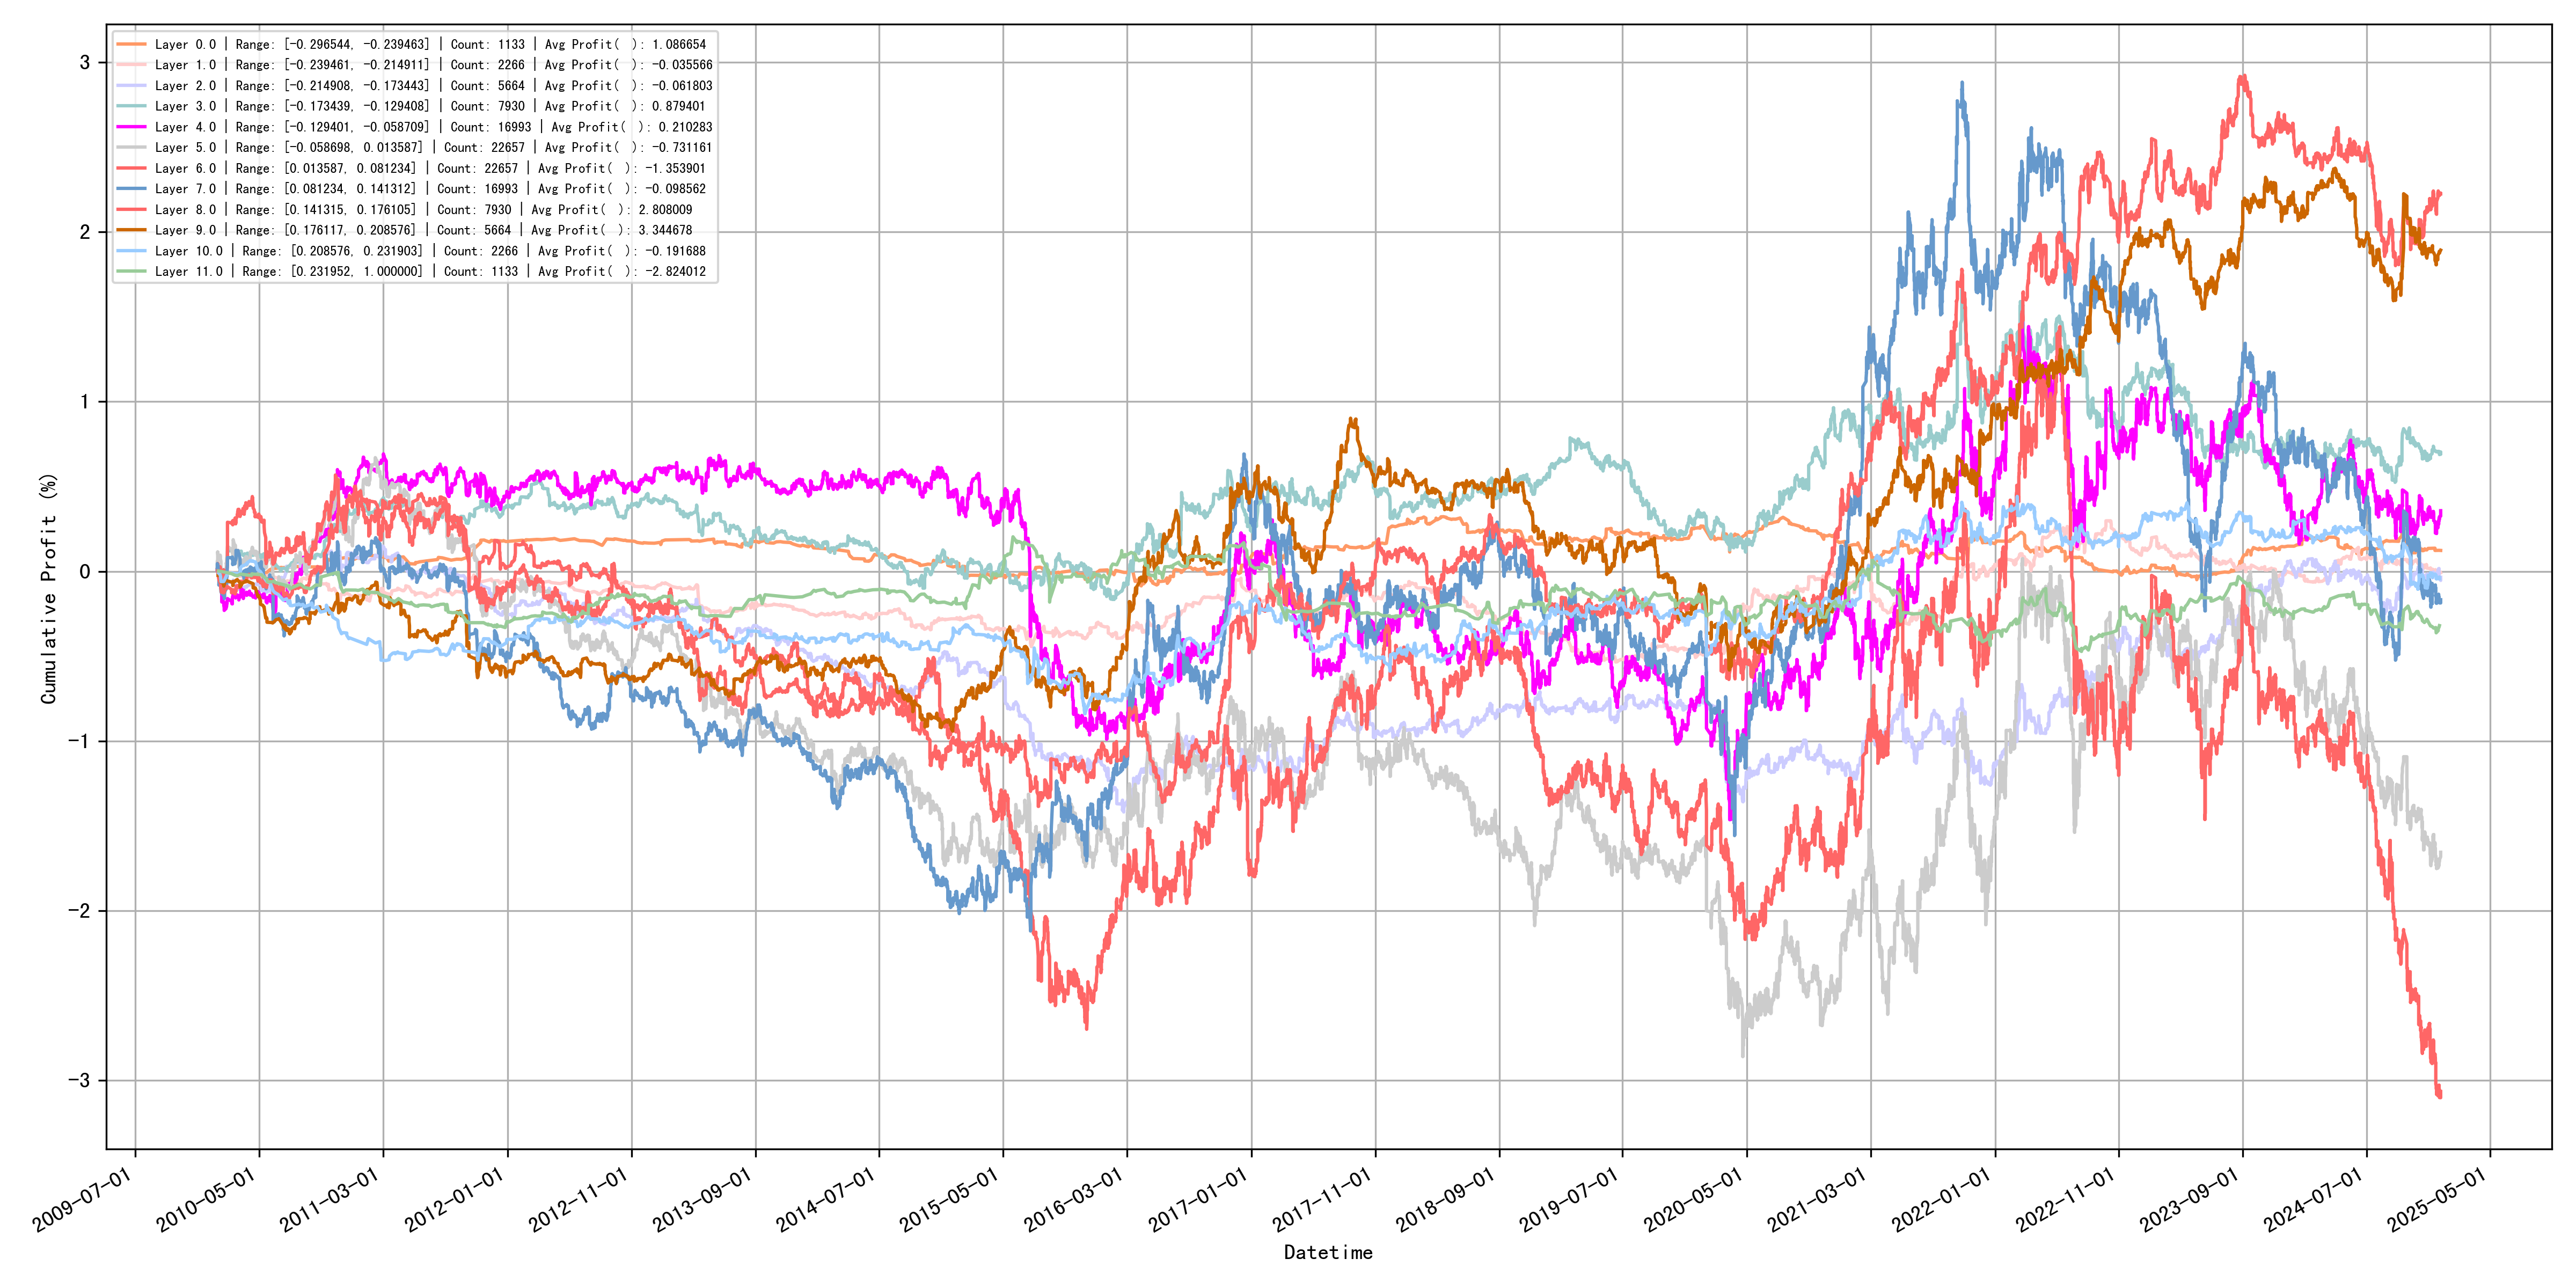 Layer 0.0 | Range: [-0.296544, -0.239463] | Count: 1133 | Avg Profit( ): 1.086654
Layer 1.0 | Range: [-0.239461, -0.214911] | Count: 2266 | Avg Profit( ): -0.035566
Layer 2.0 | Range: [-0.214908, -0.173443] | Count: 5664 | Avg Profit( ): -0.061803
Layer 3.0 | Range: [-0.173439, -0.129408] | Count: 7930 | Avg Profit( ): 0.879401
Layer 4.0 | Range: [-0.129401, -0.058709] | Count: 16993 | Avg Profit( ): 0.210283
Layer 5.0 | Range: [-0.058698, 0.013587] | Count: 22657 | Avg Profit( ): -0.731161
Layer 6.0 | Range: [0.013587, 0.081234] | Count: 22657 | Avg Profit( ): -1.353901
Layer 7.0 | Range: [0.081234, 0.141312] | Count: 16993 | Avg Profit( ): -0.098562
Layer 8.0 | Range: [0.141315, 0.176105] | Count: 7930 | Avg Profit( ): 2.808009
Layer 9.0 | Range: [0.176117, 0.208576] | Count: 5664 | Avg Profit( ): 3.344678
Layer 10.0 | Range: [0.208576, 0.231903] | Count: 2266 | Avg Profit( ): -0.191688
Layer 11.0 | Range: [0.231952, 1.000000] | Count: 1133 | Avg Profit( ): -2.824012
3
2
1
0
-1
-2
-3
Cumulative Profit (%)
2009-07-01
2010-05-01
2011-03-01
2012-01-01
2012-11-01
2013-09-01
2014-07-01
2015-05-01
2016-03-01
2017-01-01
2017-11-01
2018-09-01
2019-07-01
2020-05-01
2021-03-01
2022-01-01
2022-11-01
2023-09-01
2024-07-01
2025-05-01
Datetime